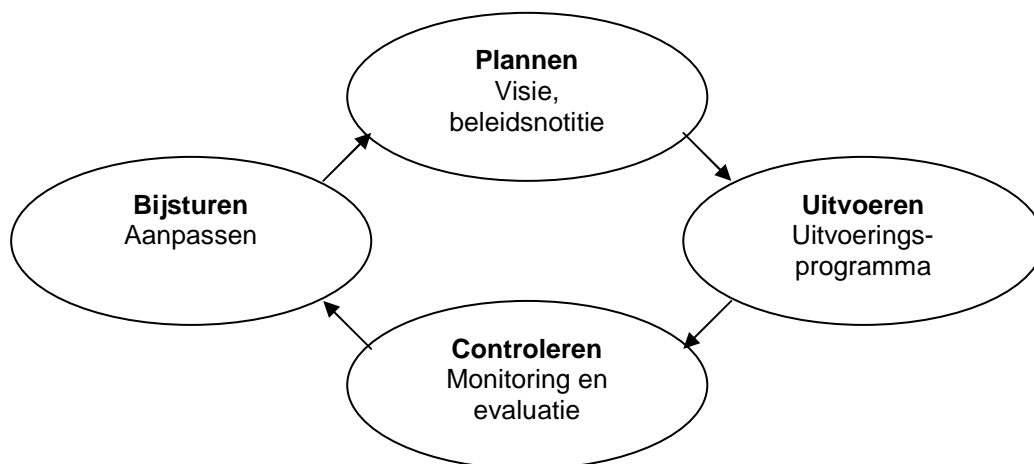 Plannen
Visie,
beleidsnotitie
Bijsturen
Aanpassen
Uitvoeren
Uitvoerings-
programma
Controleren
Monitoring en
evaluatie